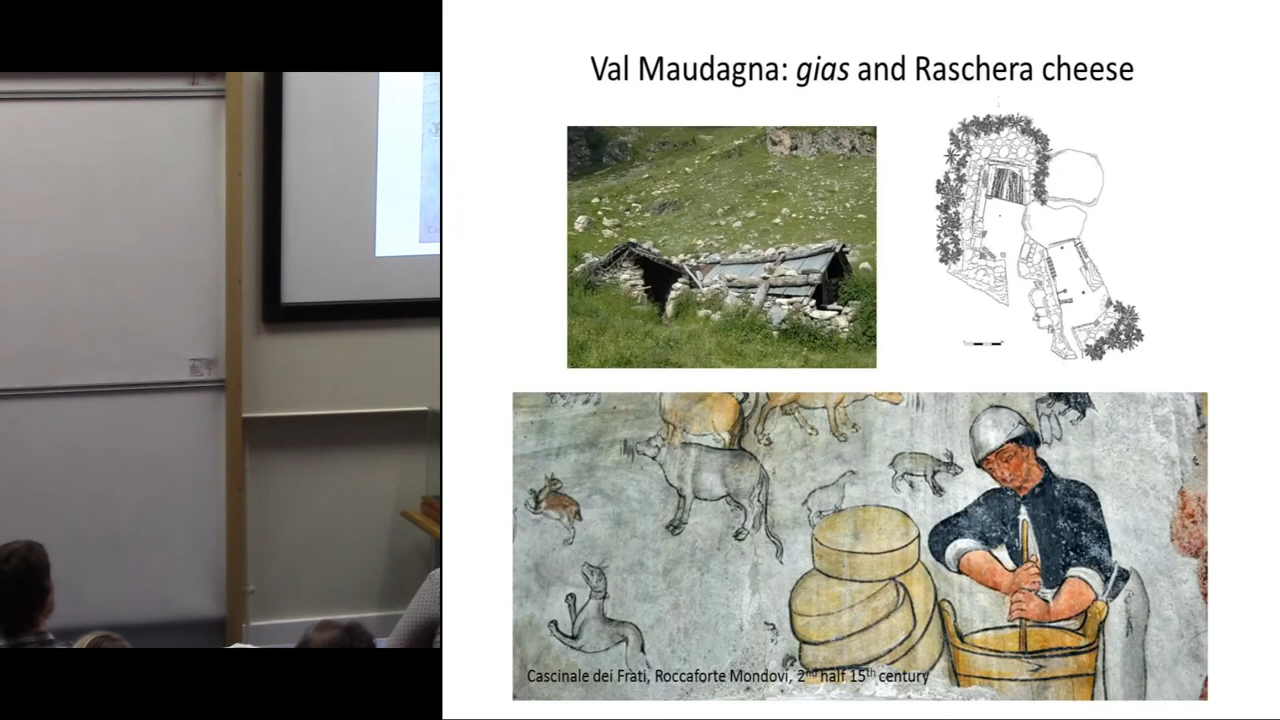 Val Maudagna: gias and Raschera cheese
Cascinale dei Frati, Roccaforte Mondovì, 2nd half 15th century